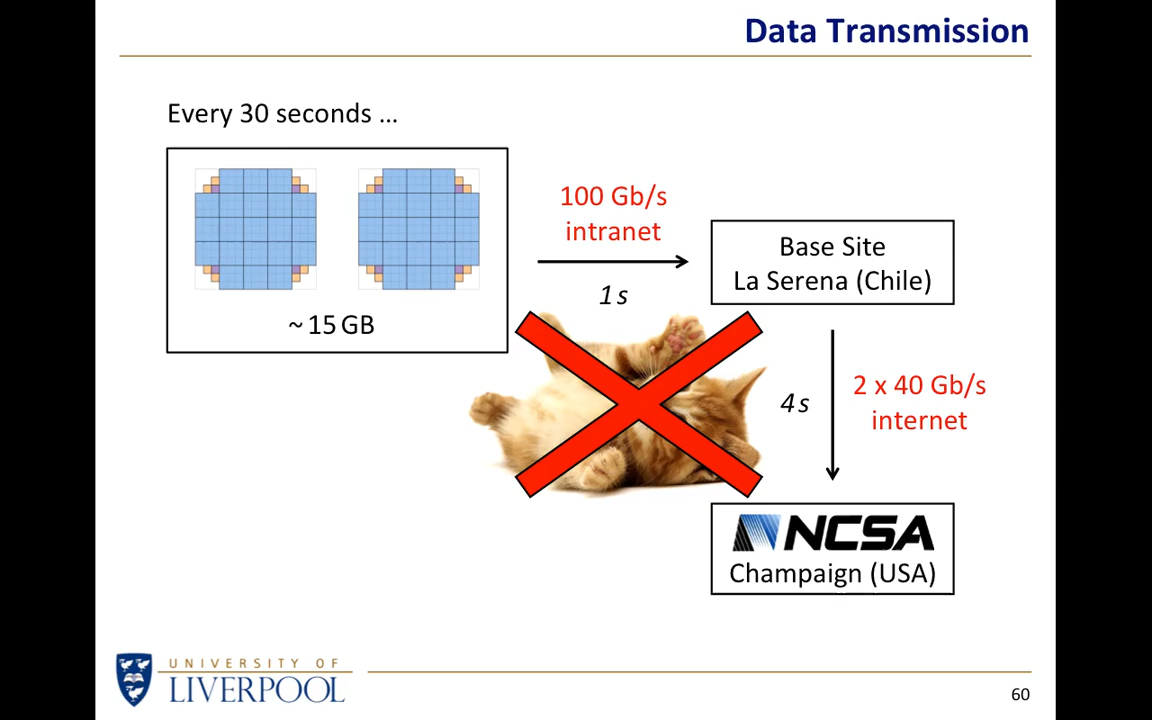 Data Transmission
Every 30 seconds ...
~ 15 GB
100 Gb/s
intranet
1 s
Base Site
La Serena (Chile)
4 s
2 x 40 Gb/s
internet
NCSA
Champaign (USA)
UNIVERSITY OF
LIVERPOOL
60